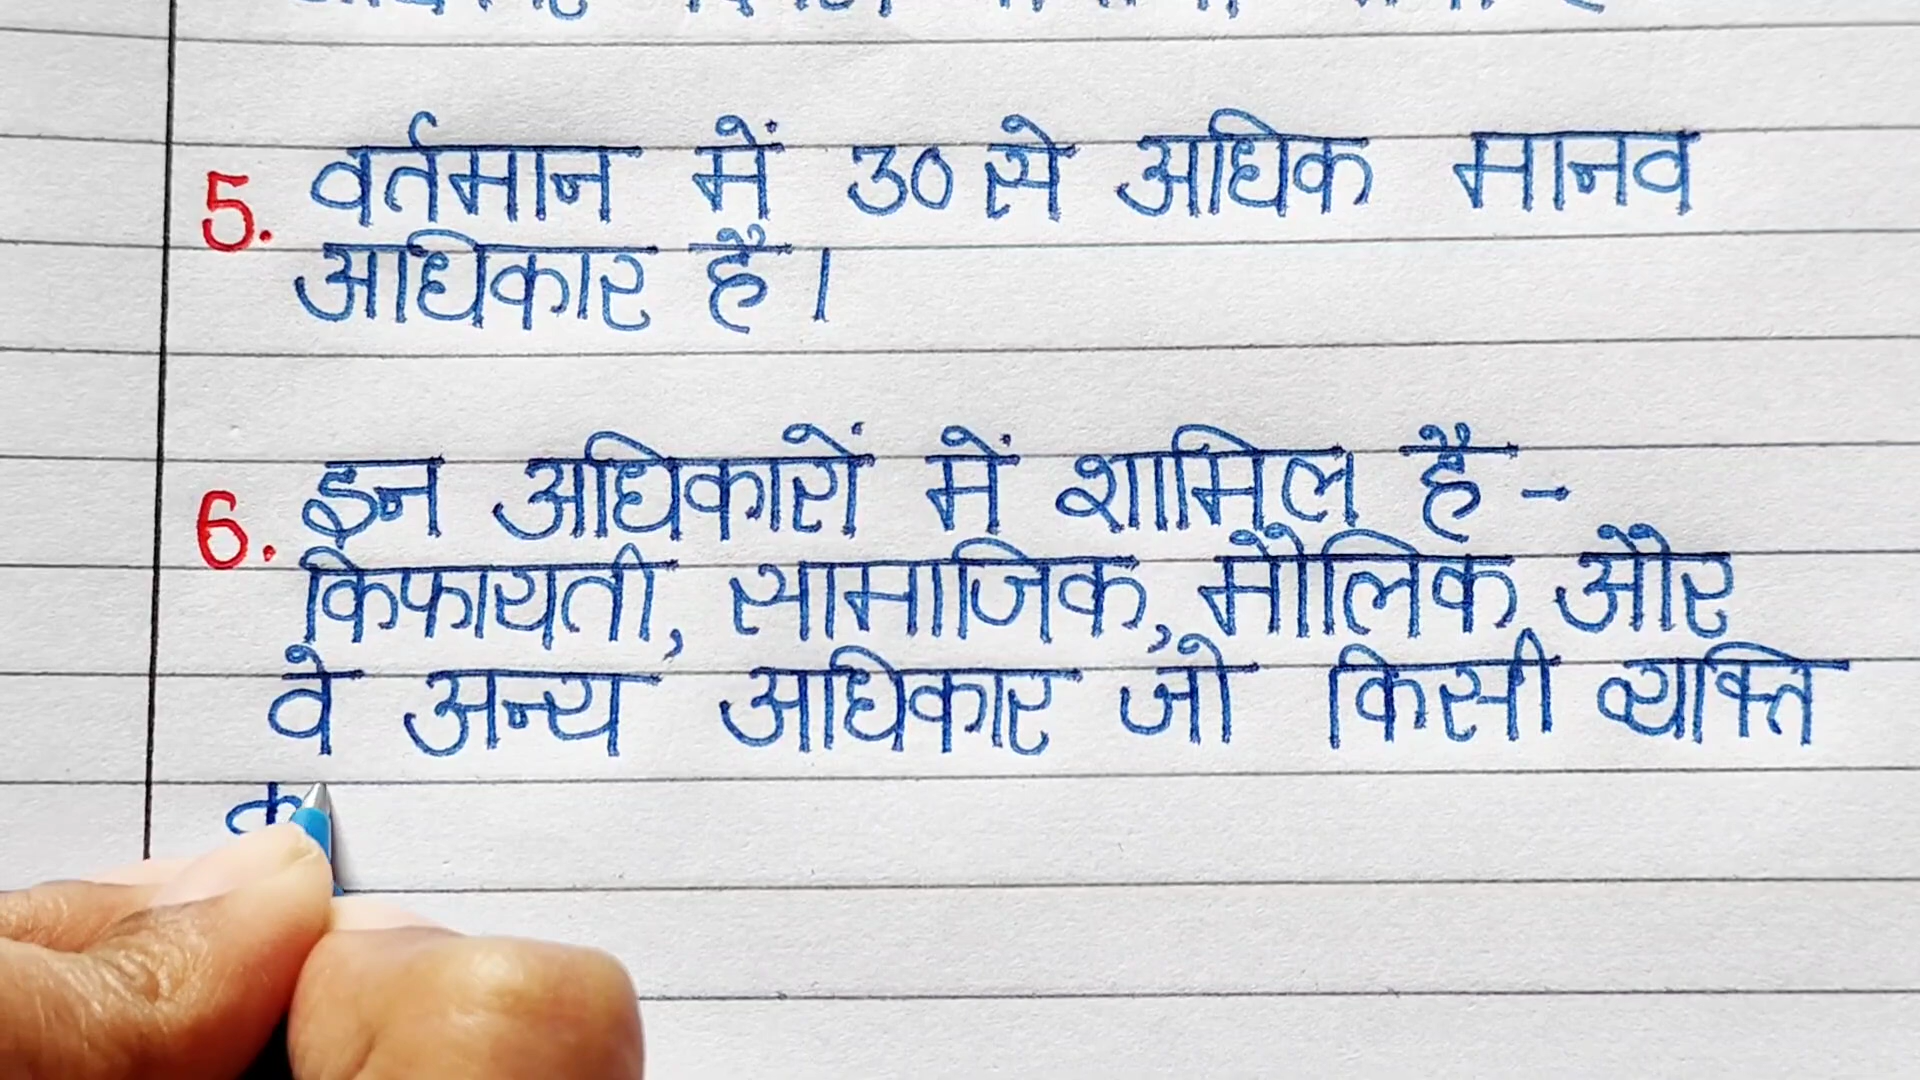 5. वर्तमान में 30 से अधिक मानव
अधिकार है।
6. इन अधिकारों में शामिल है -
किफायती, सामाजिक, मौलिक और
वे अन्य अधिकार जो किसी व्यक्ति